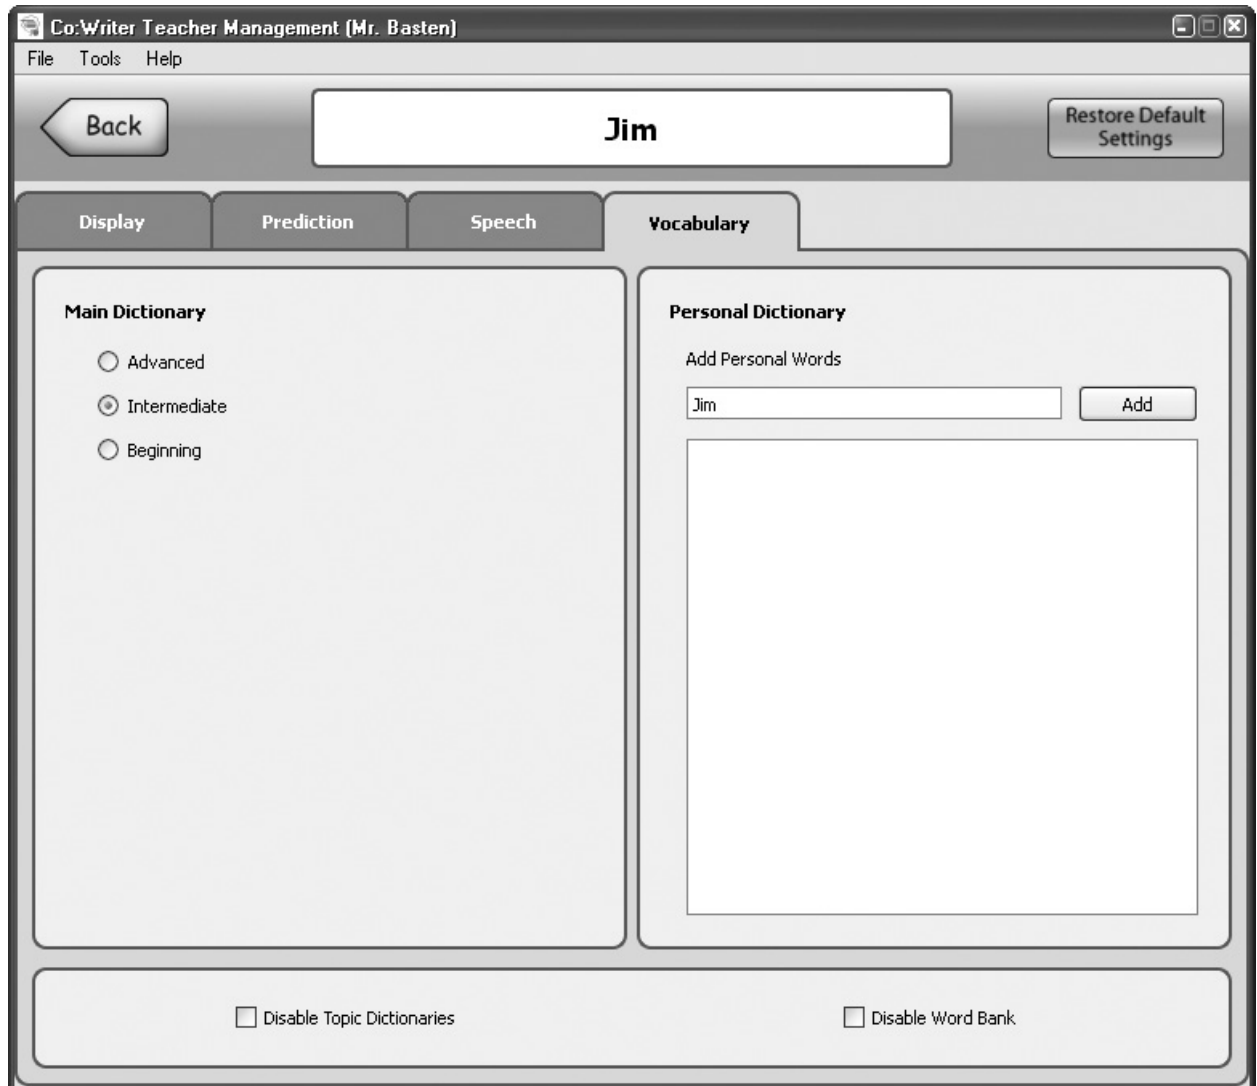 Co:Writer Teacher Management (Mr. Basten)
File Tools Help
Back
Jim
Restore Default
Settings
Display Prediction Speech Vocabulary
Main Dictionary
Advanced
Intermediate
Beginning
Personal Dictionary
Add Personal Words
Jim
Add
Disable Topic Dictionaries
Disable Word Bank